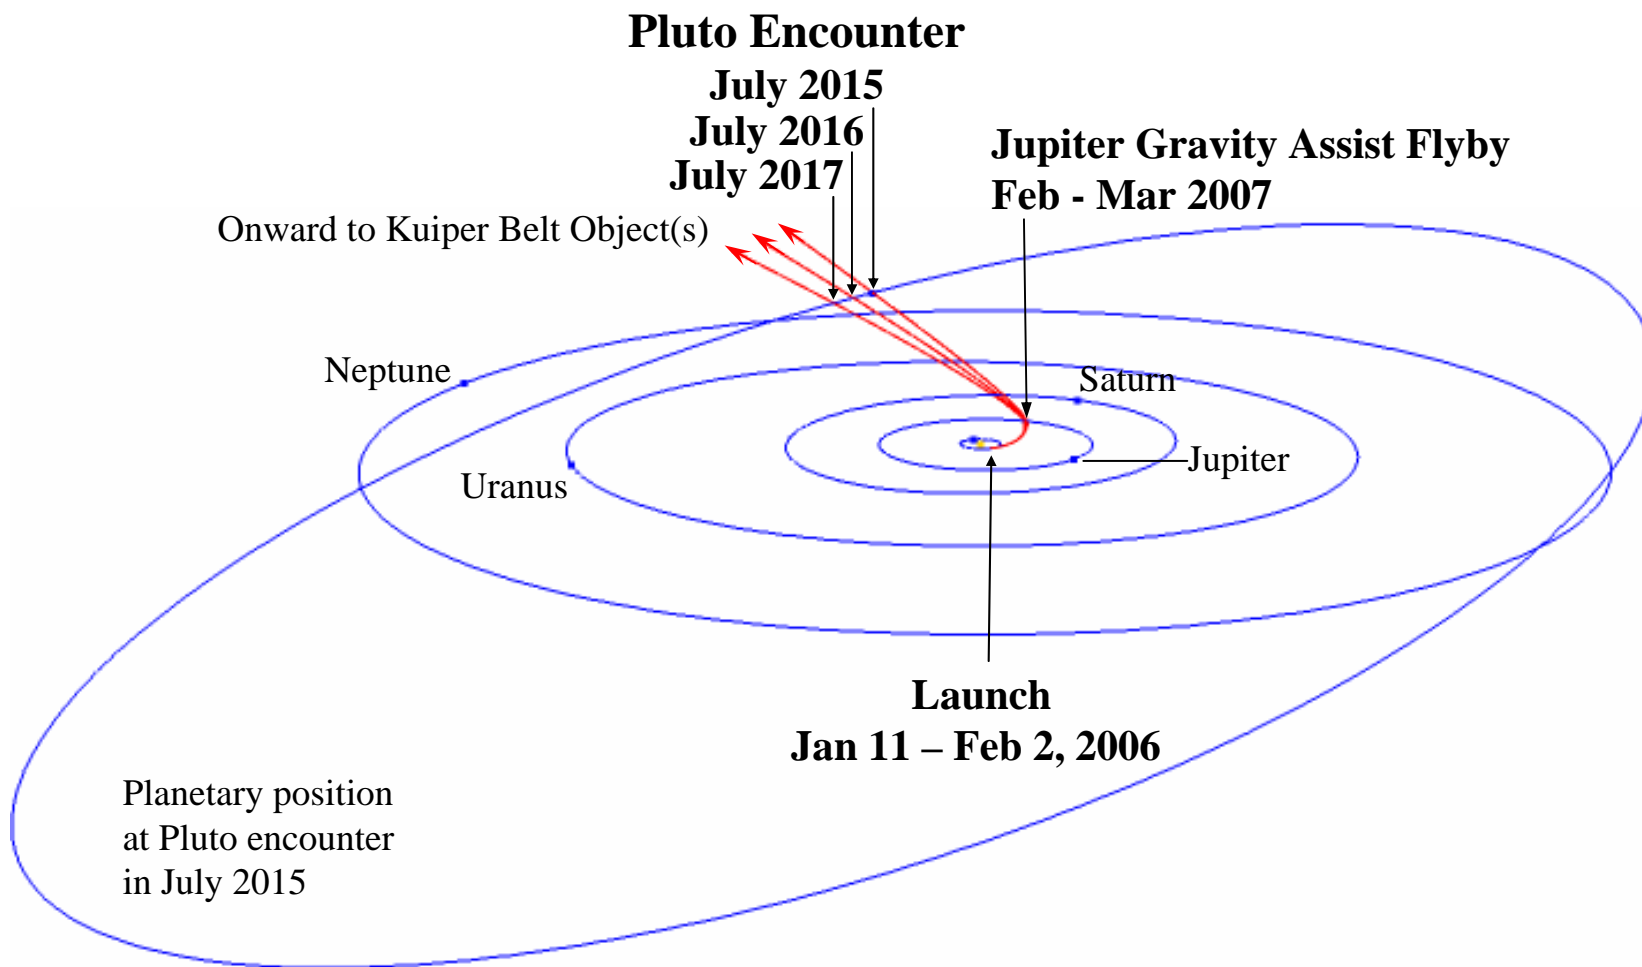 Pluto Encounter
July 2015
July 2016
July 2017
Jupiter Gravity Assist Flyby
Feb - Mar 2007
Onward to Kuiper Belt Object(s)
Neptune
Saturn
Uranus
Jupiter
Launch
Jan 11 – Feb 2, 2006
Planetary position
at Pluto encounter
in July 2015